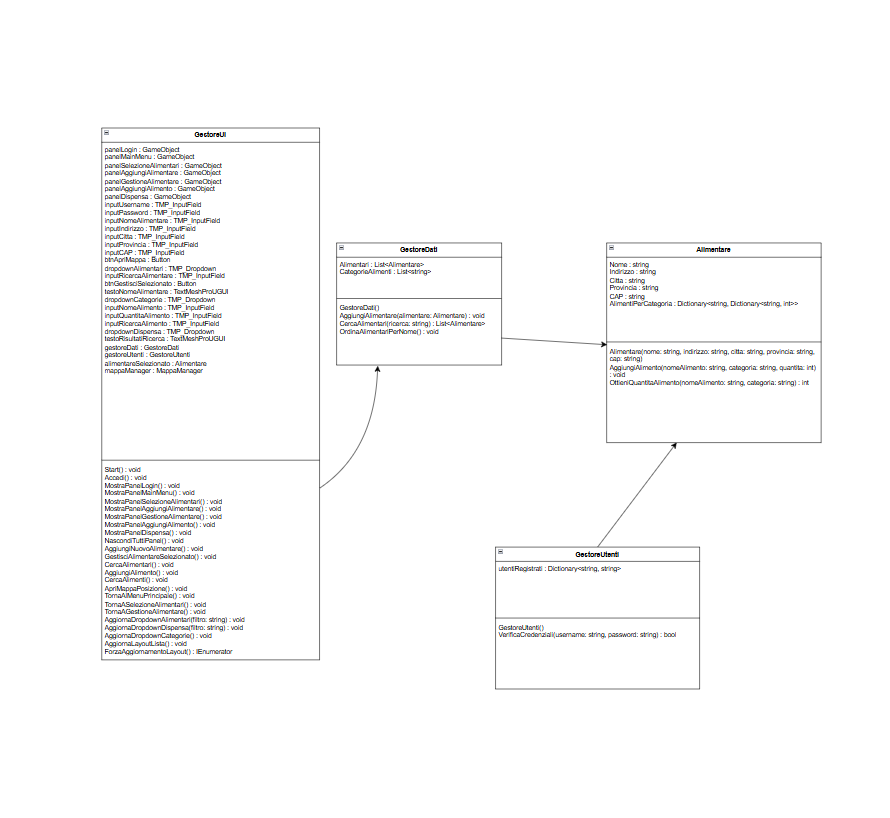 GestoreUI
panelLogin : GameObject
panelMainMenu : GameObject
panelSelezioneAlimentari : GameObject
panelAggiungiAlimentare : GameObject
panelGestioneAlimentare : GameObject
panelAggiungiAlimento : GameObject
panelDispensa : GameObject
inputUsername : TMP_InputField
inputPassword : TMP_InputField
inputNomeAlimentare : TMP_InputField
inputIndirizzo : TMP_InputField
inputCitta : TMP_InputField
inputProvincia : TMP_InputField
inputCAP : TMP_InputField
btnApriMappa : Button
dropdownAlimentari : TMP_Dropdown
inputRicercaAlimentare : TMP_InputField
btnGestisciSelezionato : Button
testoNomeAlimentare : TextMeshProUGUI
dropdownCategorie : TMP_Dropdown
inputNomeAlimento : TMP_InputField
inputQuantitaAlimento : TMP_InputField
inputRicercaAlimento : TMP_InputField
dropdownDispensa : TMP_Dropdown
testoRisultatiRicerca : TextMeshProUGUI
gestoreDati : GestoreDati
gestoreUtenti : GestoreUtenti
alimentareSelezionato : Alimentare
mappaManager : MappaManager
Start() : void
Accedi() : void
MostraPanelLogin() : void
MostraPanelMainMenu() : void
MostraPanelSelezioneAlimentari() : void
MostraPanelAggiungiAlimentare() : void
MostraPanelGestioneAlimentare() : void
MostraPanelAggiungiAlimento() : void
MostraPanelDispensa() : void
NascondiTuttiPanel() : void
AggiungiNuovoAlimentare() : void
GestisciAlimentareSelezionato() : void
CercaAlimentari() : void
AggiungiAlimento() : void
CercaAlimenti() : void
ApriMappaPosizione() : void
TornaAlMenuPrincipale() : void
TornaASelezioneAlimentari() : void
TornaAGestioneAlimentare() : void
AggiornaDropdownAlimentari(filtro: string) : void
AggiornaDropdownDispensa(filtro: string) : void
AggiornaDropdownCategorie() : void
AggiornaLayoutLista() : void
ForzaAggiornamentoLayout() : IEnumerator
GestoreDati
Alimentari : List<Alimentare>
CategorieAlimenti : List<string>
GestoreDati()
AggiungiAlimentare(alimentare: Alimentare) : void
CercaAlimentari(ricerca: string) : List<Alimentare>
OrdinaAlimentariPerNome() : void
Alimentare
Nome : string
Indirizzo : string
Citta : string
Provincia : string
CAP : string
AlimentiPerCategoria : Dictionary<string, Dictionary<string, int>>
Alimentare(nome: string, indirizzo: string, citta: string, provincia: string,
cap: string)
AggiungiAlimento(nomeAlimento: string, categoria: string, quantita: int)
: void
OttieniQuantitaAlimento(nomeAlimento: string, categoria: string) : int
GestoreUtenti
utentiRegistrati : Dictionary<string, string>
GestoreUtenti()
VerificaCredenziali(username: string, password: string) : bool